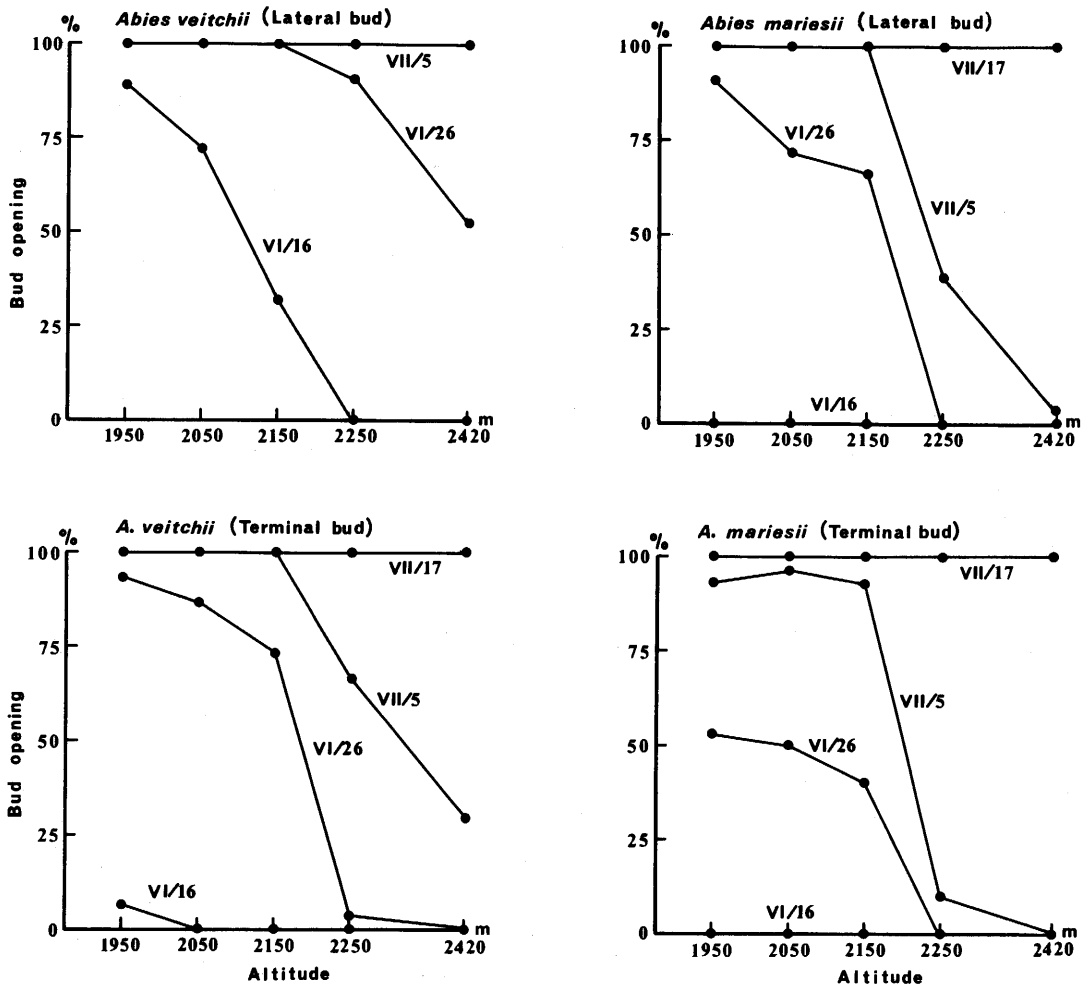 Abies veitchii (Lateral bud)
%
100
75
50
25
0
Bud opening
VII/5
VI/26
VI/16
1950 2050 2150 2250 2420 m
Abies mariesii (Lateral bud)
%
100
75
50
25
0
VII/17
VI/26
VII/5
VI/16
1950 2050 2150 2250 2420 m
A. veitchii (Terminal bud)
%
100
75
50
25
0
Bud opening
VII/17
VII/5
VI/26
VI/16
1950 2050 2150 2250 2420 m
Altitude
A. mariesii (Terminal bud)
%
100
75
50
25
0
VII/17
VII/5
VI/26
VI/16
1950 2050 2150 2250 2420 m
Altitude